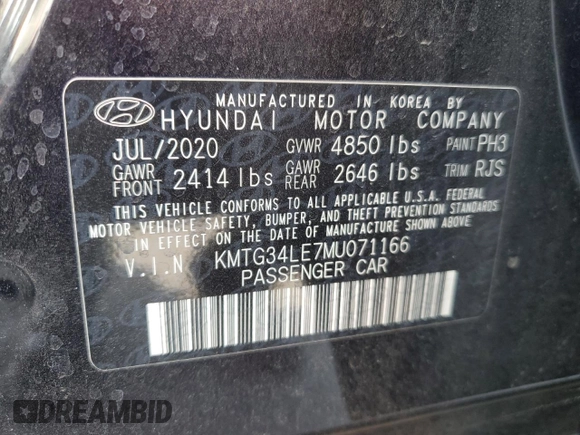 MANUFACTURED IN KOREA BY
HYUNDAI MOTOR COMPANY
JUL/2020 GVWR 4850 lbs PAINT PH3
GAWR FRONT 2414 lbs GAWR REAR 2646 lbs TRIM RJS
THIS VEHICLE CONFORMS TO ALL APPLICABLE U.S.A. FEDERAL
MOTOR VEHICLE SAFETY, BUMPER, AND THEFT PREVENTION STANDARDS
IN EFFECT ON THE DATE OF MANUFACTURE SHOWN ABOVE.
V.I.N KMTG34LE7MU071166
PASSENGER CAR
DREAMBID